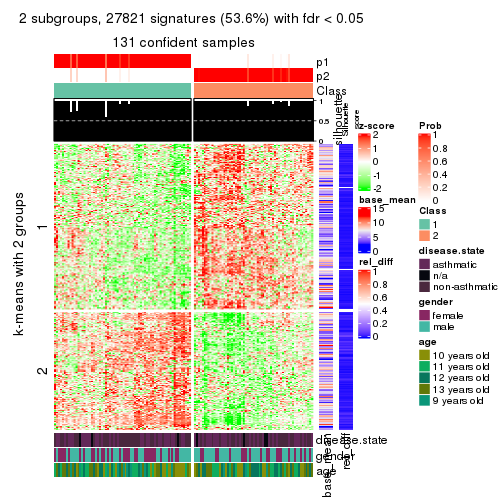 2 subgroups, 27821 signatures (53.6%) with fdr < 0.05
131 confident samples
p1
p2
Class
1
0.5
0
silhouette
Silhouette
score
k-means with 2 groups
1
2
disease.state
gender
age
base_mean
rel_diff
z-score
2
1
0
-1
-2
base_mean
15
10
5
0
rel_diff
1
0.8
0.6
0.4
0.2
0
Prob
1
0.8
0.6
0.4
0.2
0
Class
1
2
disease.state
asthmatic
n/a
non-asthmatic
gender
female
male
age
10 years old
11 years old
12 years old
13 years old
9 years old